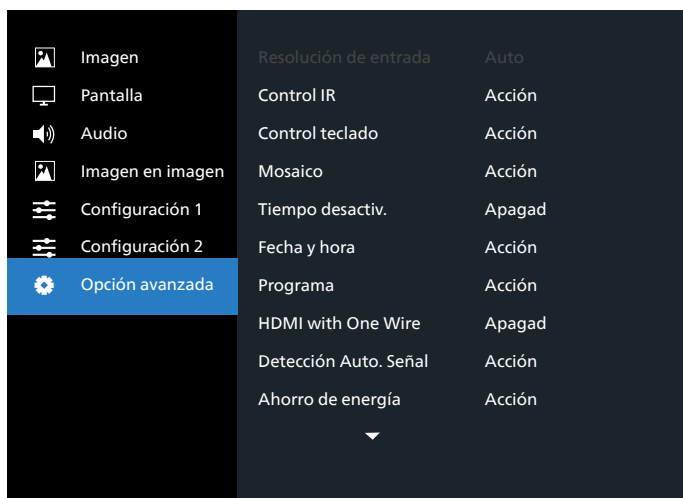 Imagen
Pantalla
Audio
Imagen en imagen
Configuración 1
Configuración 2
Opción avanzada
Resolución de entrada Auto
Control IR Acción
Control teclado Acción
Mosaico Acción
Tiempo desactiv. Apagad
Fecha y hora Acción
Programa Acción
HDMI with One Wire Apagad
Detección Auto. Señal Acción
Ahorro de energía Acción